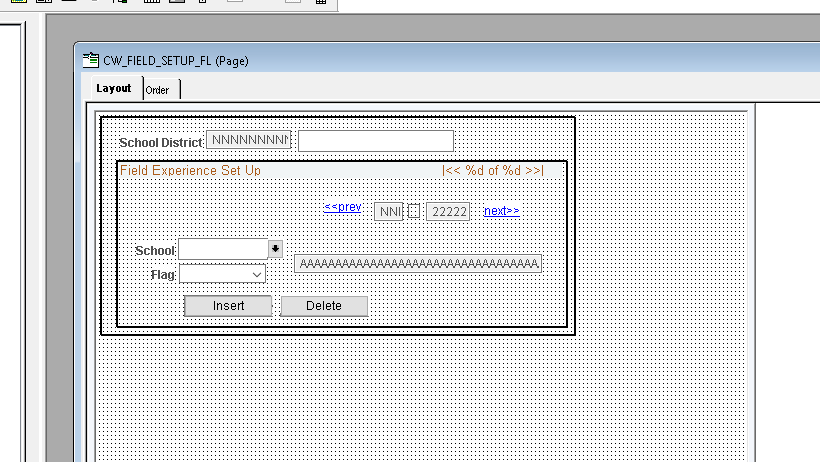 CW_FIELD_SETUP_FL (Page)
Layout Order
School District NNNNNNNNN
Field Experience Set Up |<< %d of %d >>|
<<prev NNI 22222 next>>
School
AAAAAAAAAAAAAAAAAAAAAAAAAAAAAAAAAA
Flag
Insert Delete